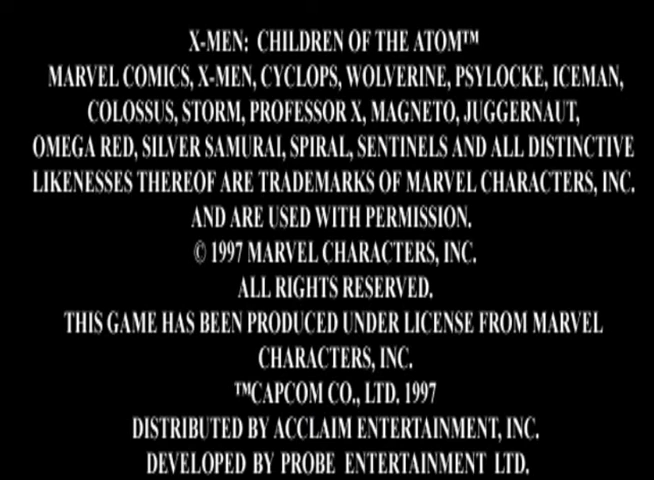 X-MEN: CHILDREN OF THE ATOM™
MARVEL COMICS, X-MEN, CYCLOPS, WOLVERINE, PSYLOCKE, ICEMAN,
COLOSSUS, STORM, PROFESSOR X, MAGNETO, JUGGERNAUT,
OMEGA RED, SILVER SAMURAI, SPIRAL, SENTINELS AND ALL DISTINCTIVE
LIKENESSES THEREOF ARE TRADEMARKS OF MARVEL CHARACTERS, INC.
AND ARE USED WITH PERMISSION.
© 1997 MARVEL CHARACTERS, INC.
ALL RIGHTS RESERVED.
THIS GAME HAS BEEN PRODUCED UNDER LICENSE FROM MARVEL
CHARACTERS, INC.
™CAPCOM CO., LTD. 1997
DISTRIBUTED BY ACCLAIM ENTERTAINMENT, INC.
DEVELOPED BY PROBE ENTERTAINMENT LTD.